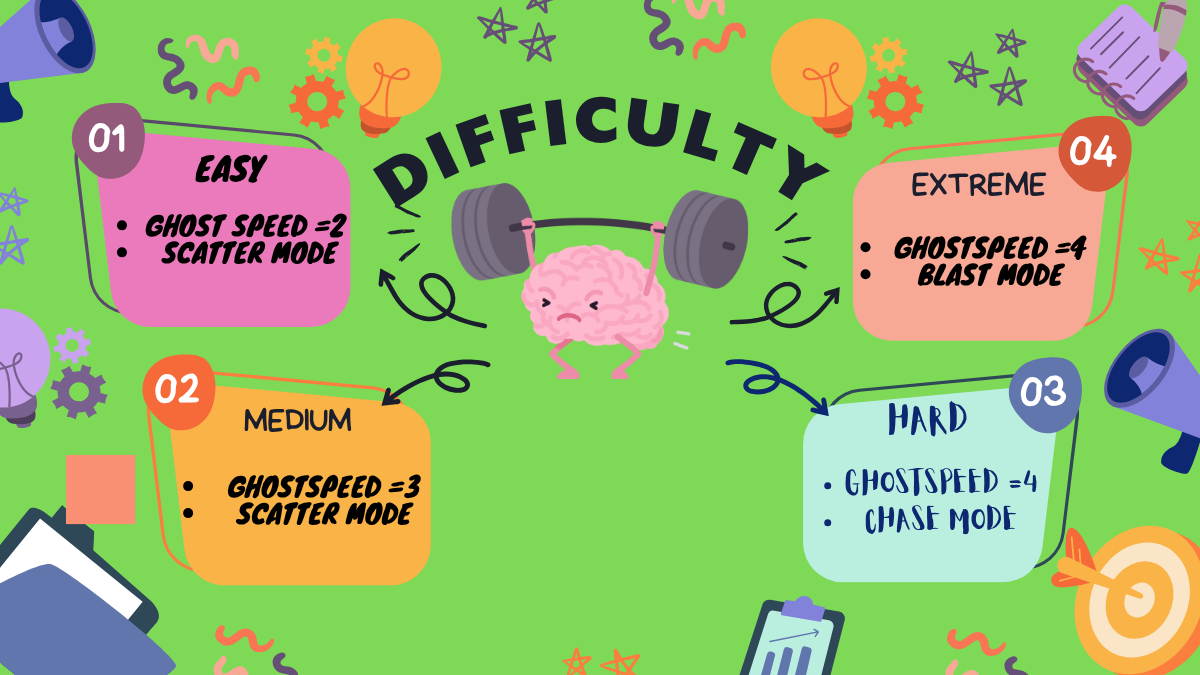 DIFFICULTY
01
EASY
• GHOST SPEED =2
• SCATTER MODE
02
MEDIUM
• GHOSTSPEED =3
• SCATTER MODE
03
HARD
• GHOSTSPEED =4
• CHASE MODE
04
EXTREME
• GHOSTSPEED =4
• BLAST MODE